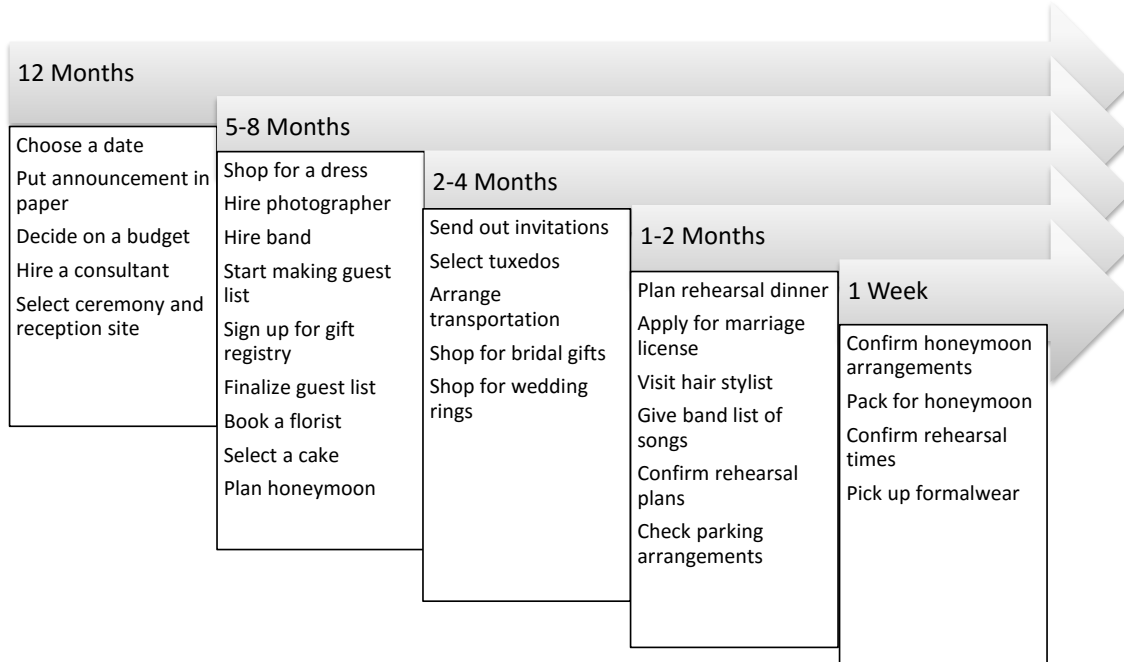 12 Months
Choose a date
Put announcement in
paper
Decide on a budget
Hire a consultant
Select ceremony and
reception site
5-8 Months
Shop for a dress
Hire photographer
Hire band
Start making guest
list
Sign up for gift
registry
Finalize guest list
Book a florist
Select a cake
Plan honeymoon
2-4 Months
Send out invitations
Select tuxedos
Arrange
transportation
Shop for bridal gifts
Shop for wedding
rings
1-2 Months
Plan rehearsal dinner
Apply for marriage
license
Visit hair stylist
Give band list of
songs
Confirm rehearsal
plans
Check parking
arrangements
1 Week
Confirm honeymoon
arrangements
Pack for honeymoon
Confirm rehearsal
times
Pick up formalwear